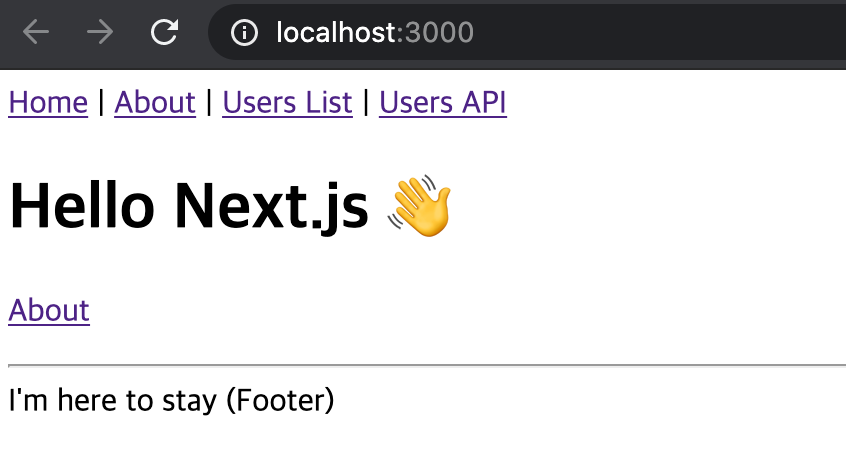 localhost:3000
Home | About | Users List | Users API
Hello Next.js 👋
About
I'm here to stay (Footer)